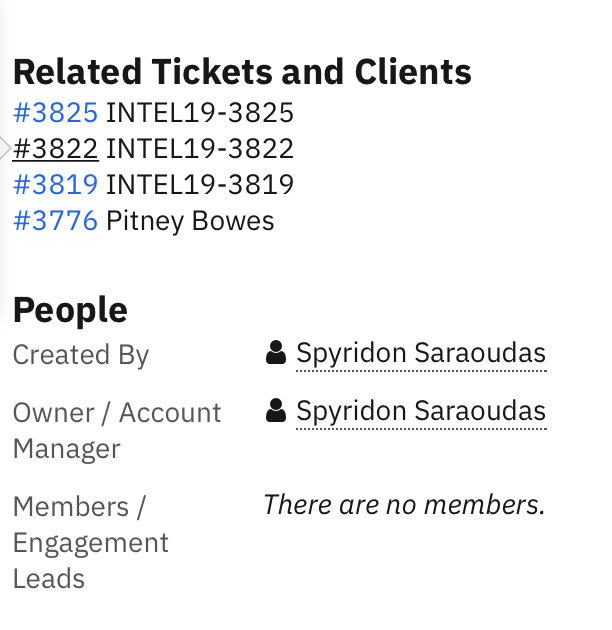 Related Tickets and Clients
#3825 INTEL19-3825
#3822 INTEL19-3822
#3819 INTEL19-3819
#3776 Pitney Bowes
People
Created By Spyridon Saraoudas
Owner / Account Spyridon Saraoudas
Manager
Members / There are no members.
Engagement
Leads